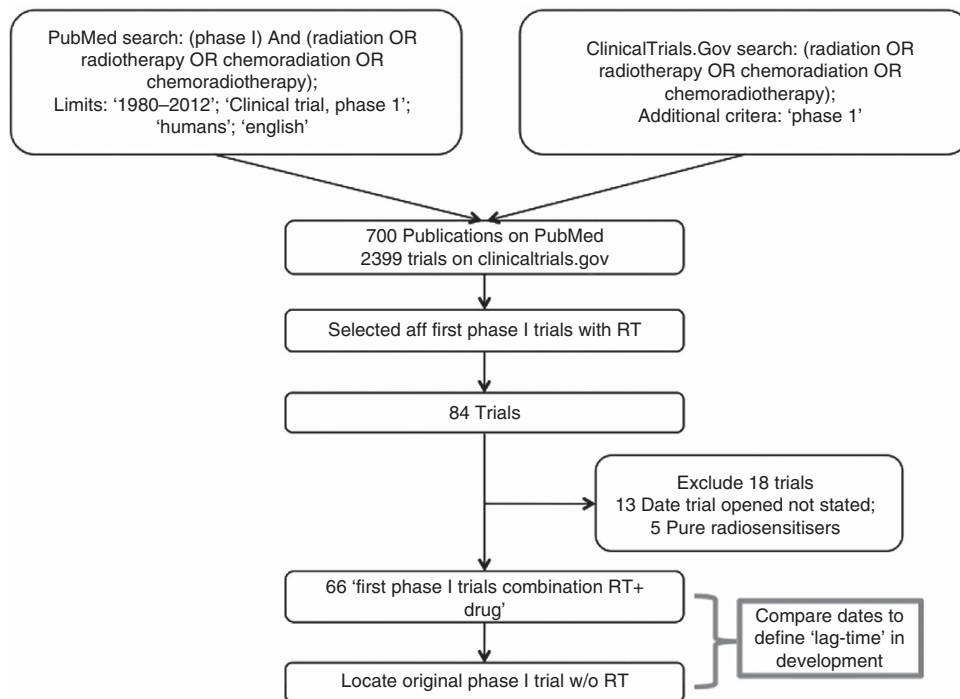 PubMed search: (phase I) And (radiation OR
radiotherapy OR chemoradiation OR
chemoradiotherapy);
Limits: ‘1980–2012’; ‘Clinical trial, phase 1’;
‘humans’; ‘english’
ClinicalTrials.Gov search: (radiation OR
radiotherapy OR chemoradiation OR
chemoradiotherapy);
Additional critera: ‘phase 1’
700 Publications on PubMed
2399 trials on clinicaltrials.gov
Selected aff first phase I trials with RT
84 Trials
Exclude 18 trials
13 Date trial opened not stated;
5 Pure radiosensitisers
66 ‘first phase I trials combination RT+
drug’
Compare dates to
define ‘lag-time’ in
development
Locate original phase I trial w/o RT